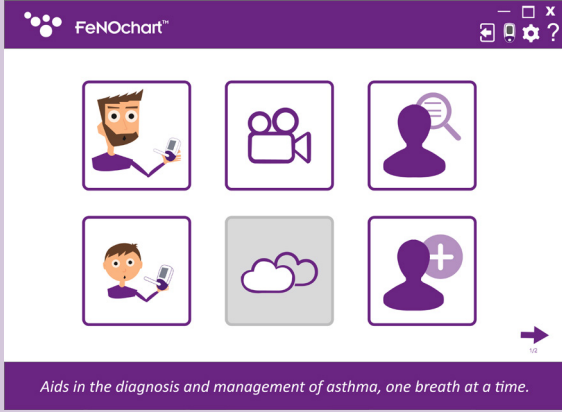 FeNOchart™
?
1/2
Aids in the diagnosis and management of asthma, one breath at a time.